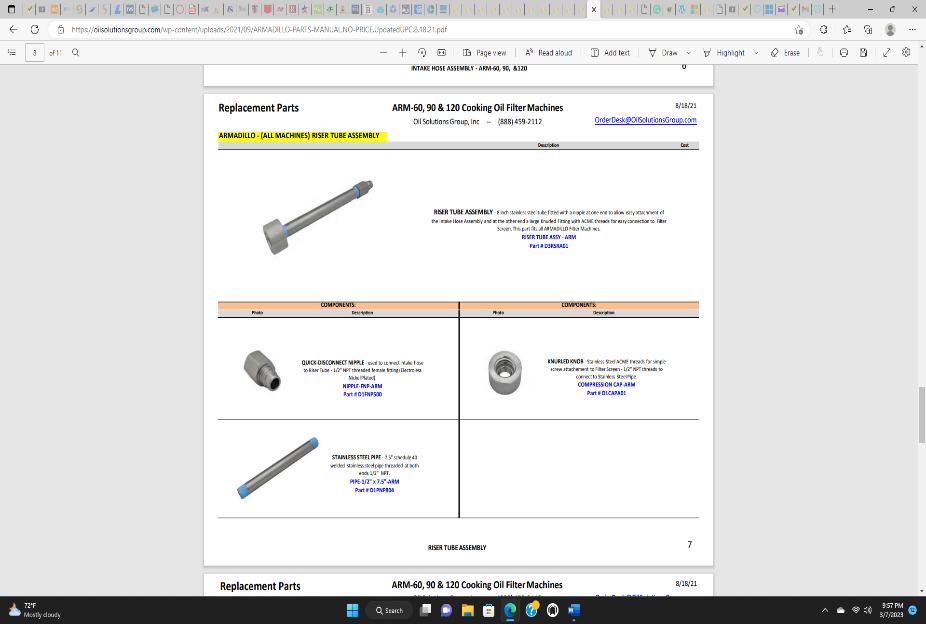 https://oilsolutionsgroup.com/wp-content/uploads/2021/09/ARMADILLO-PARTS-MANUAL.NO-PRICE.UpdatedUPC.8.18.21.pdf
8 of 11
Page view
Read aloud
Add text
Draw
Highlight
Erase
INTAKE HOSE ASSEMBLY - ARM-60, 90, &120
6
Replacement Parts
ARM-60, 90 & 120 Cooking Oil Filter Machines
8/18/21
Oil Solutions Group, Inc -- (888) 459-2112
OrderDesk@OilSolutionsGroup.com
ARMADILLO - (ALL MACHINES) RISER TUBE ASSEMBLY
Description
Cost
RISER TUBE ASSEMBLY - 8 inch stainless steel tube fitted with a nipple at one end to allow easy attachment of
the Intake Hose Assembly and at the other end a large Knurled Fitting with ACME threads for easy connection to Filter
Screen. This part fits all ARMADILLO Filter Machines.
RISER TUBE ASSY - ARM
Part # D3RSRA01
COMPONENTS:
COMPONENTS:
Photo
Description
Photo
Description
QUICK-DISCONNECT NIPPLE - used to connect Intake Hose
to Riser Tube - 1/2" NPT threaded female fitting (Electroless
Nickel Plated)
NIPPLE-FNP-ARM
Part # D1FNP500
KNURLED KNOB - Stainless Steel ACME threads for simple
screw attachement to Filter Screen - 1/2" NPT threads to
connect to Stainless Steel Pipe.
COMPRESSION CAP-ARM
Part # D1CAPA01
STAINLESS STEEL PIPE - 7.5" schedule 40
welded stainless steel pipe threaded at both
ends 1/2" NPT.
PIPE-1/2" x 7.5"-ARM
Part # D1PNPR04
RISER TUBE ASSEMBLY
7
Replacement Parts
ARM-60, 90 & 120 Cooking Oil Filter Machines
8/18/21
72°F
Mostly cloudy
Search
9:57 PM
8/7/2023